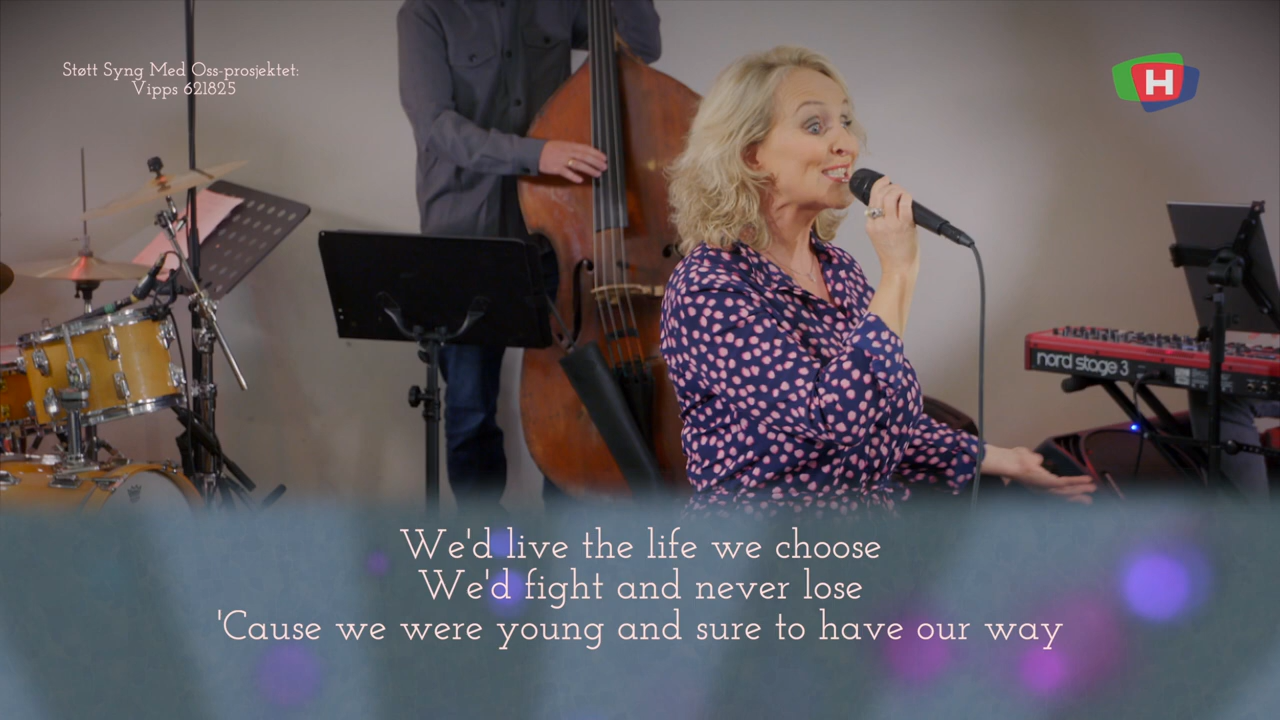 Støtt Syng Med Oss-prosjektet:
Vipps 621825
H
nord stage 3
We'd live the life we choose
We'd fight and never lose
'Cause we were young and sure to have our way